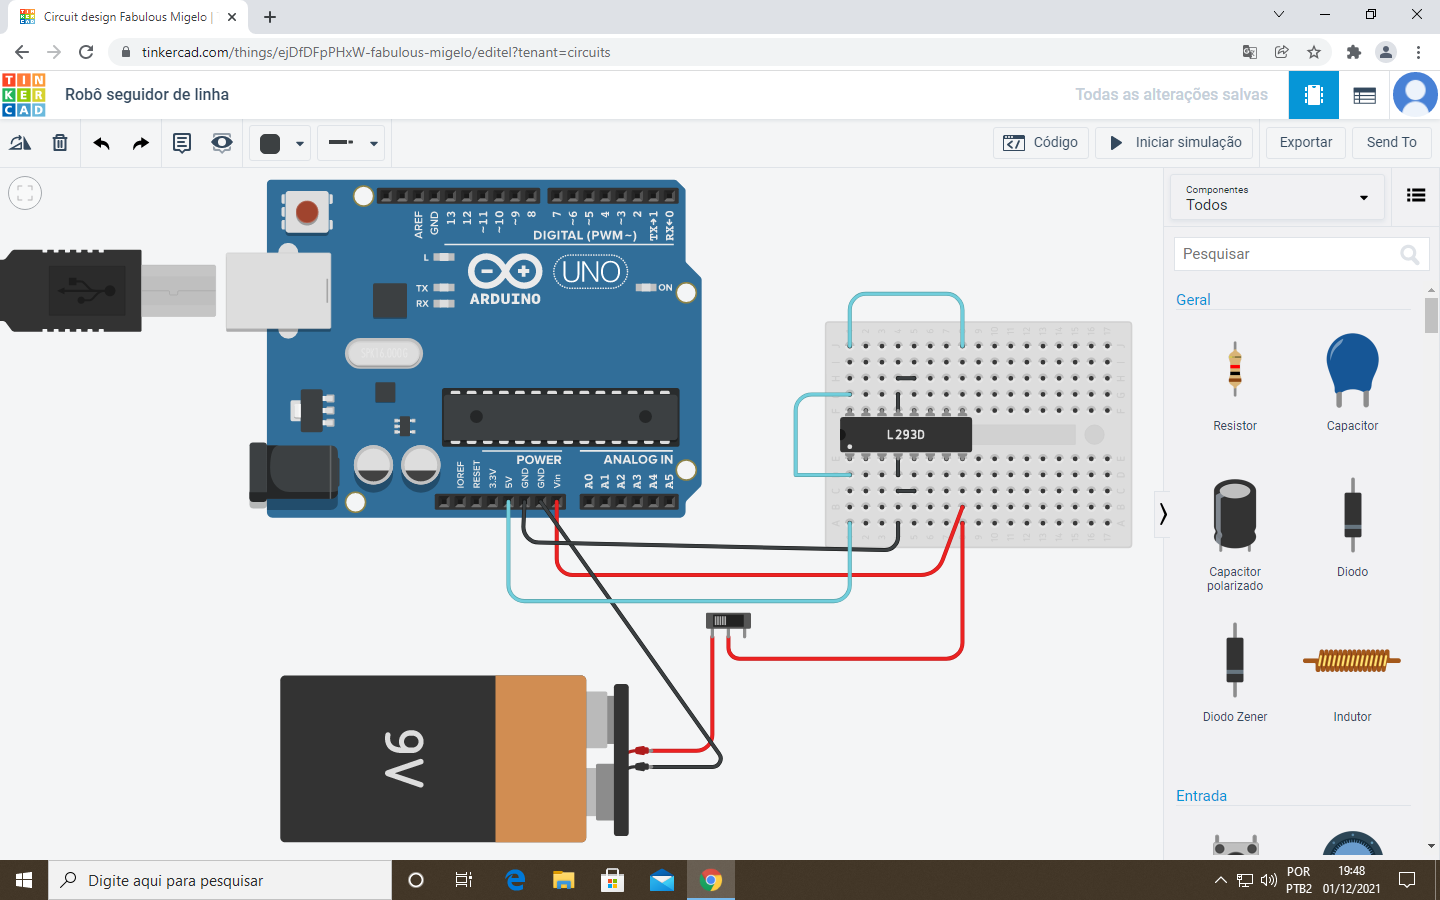 Circuit design Fabulous Migelo |
tinkercad.com/things/ejDfDFpPHxW-fabulous-migelo/editel?tenant=circuits
TIN
KER
CAD
Robô seguidor de linha
Todas as alterações salvas
Código
Iniciar simulação
Exportar
Send To
AREF
GND
13
12
~11
~10
~9
8
7
~6
~5
4
~3
2
TX→1
RX←0
DIGITAL (PWM~)
L
TX
RX
ARDUINO
UNO
ON
POWER
ANALOG IN
IOREF
RESET
3.3V
5V
GND
GND
Vin
A0
A1
A2
A3
A4
A5
L293D
9V
Componentes
Todos
Pesquisar
Geral
Resistor
Capacitor
Capacitor
polarizado
Diodo
Diodo Zener
Indutor
Entrada
Digite aqui para pesquisar
POR
PTB2
19:48
01/12/2021